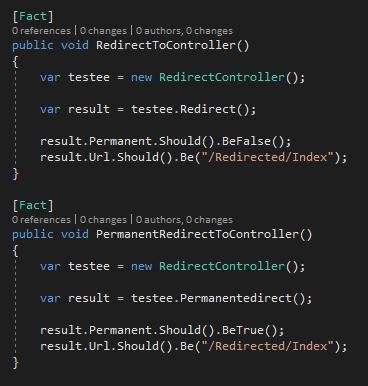 [Fact]
0 references | 0 changes | 0 authors, 0 changes
public void RedirectToController()
{
var testee = new RedirectController();
var result = testee.Redirect();
result.Permanent.Should().BeFalse();
result.Url.Should().Be("/Redirected/Index");
}
[Fact]
0 references | 0 changes | 0 authors, 0 changes
public void PermanentRedirectToController()
{
var testee = new RedirectController();
var result = testee.Permanentedirect();
result.Permanent.Should().BeTrue();
result.Url.Should().Be("/Redirected/Index");
}